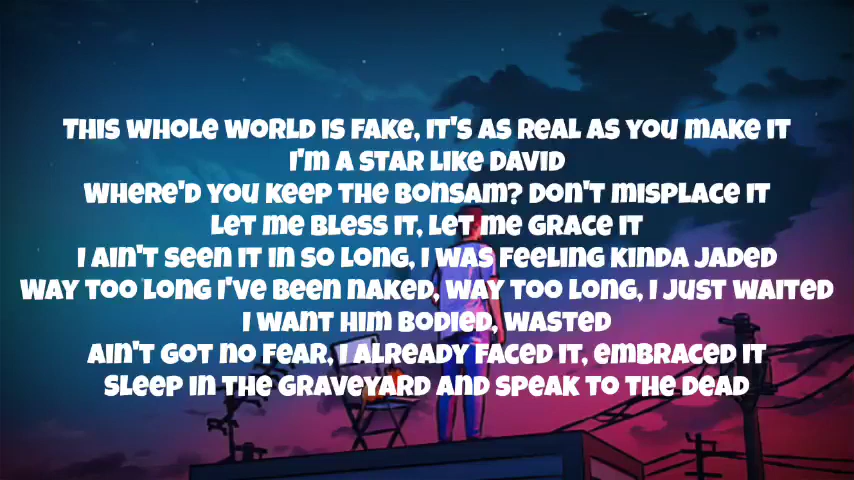 This whole world is fake, it's as real as you make it
I'm a star like David
Where'd you keep the bonsam? Don't misplace it
Let me bless it, let me grace it
I ain't seen it in so long, I was feeling kinda jaded
Way too long I've been naked, way too long, I just waited
I want him bodied, wasted
Ain't got no fear, I already faced it, embraced it
Sleep in the graveyard and speak to the dead